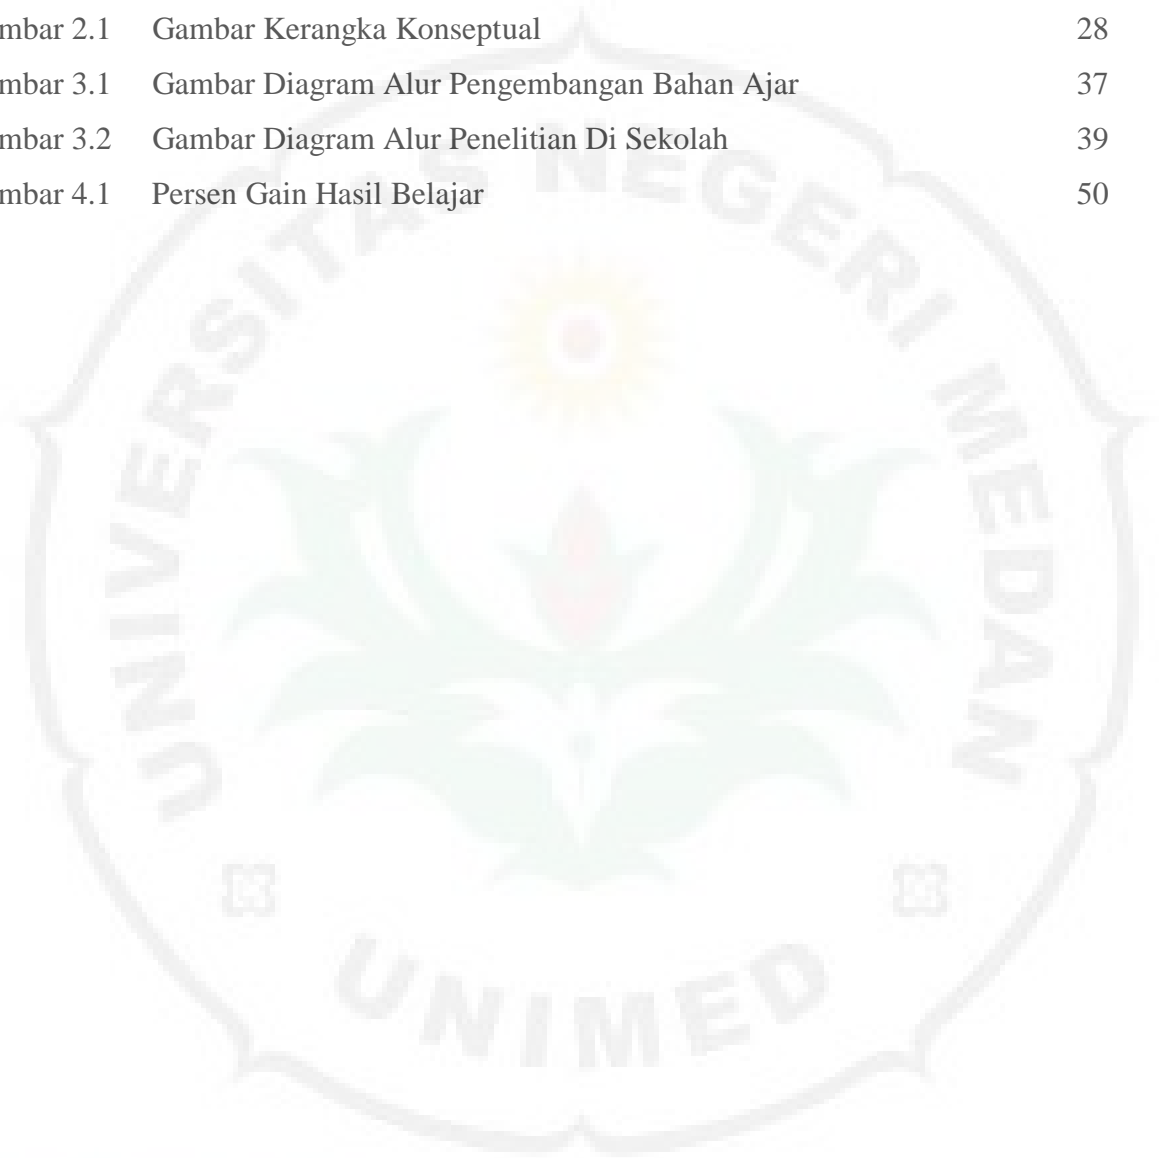 mbar 2.1 Gambar Kerangka Konseptual 28
mbar 3.1 Gambar Diagram Alur Pengembangan Bahan Ajar 37
mbar 3.2 Gambar Diagram Alur Penelitian Di Sekolah 39
mbar 4.1 Persen Gain Hasil Belajar 50
UNIVERSITAS NEGERI MEDAN
UNIMED